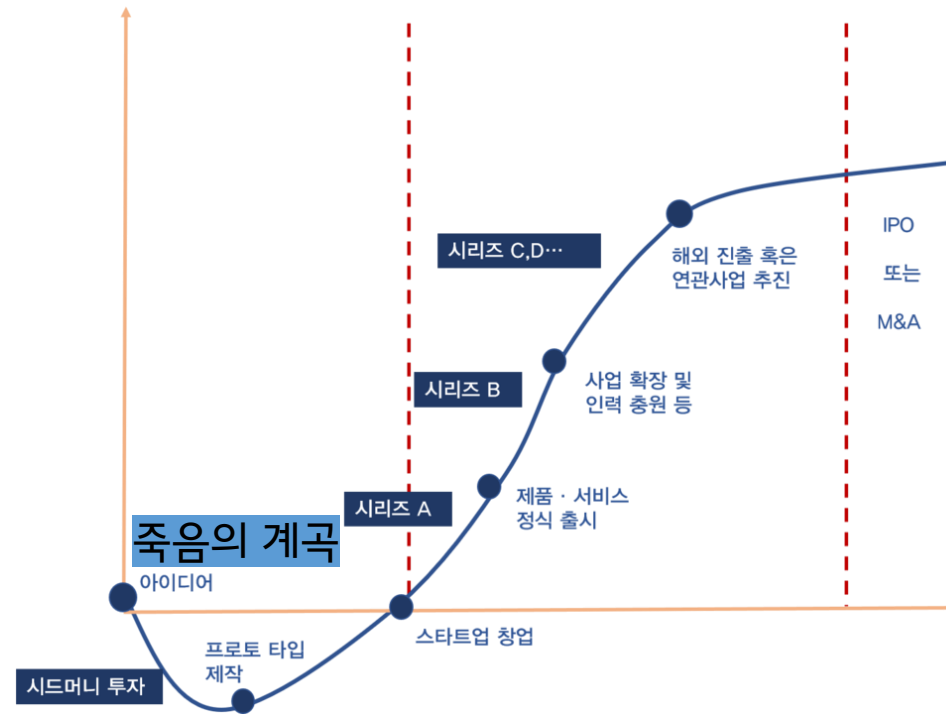 시리즈 C,D…
해외 진출 혹은
연관사업 추진
IPO
또는
M&A
시리즈 B
사업 확장 및
인력 충원 등
시리즈 A
제품 · 서비스
정식 출시
죽음의 계곡
아이디어
스타트업 창업
프로토 타입
제작
시드머니 투자